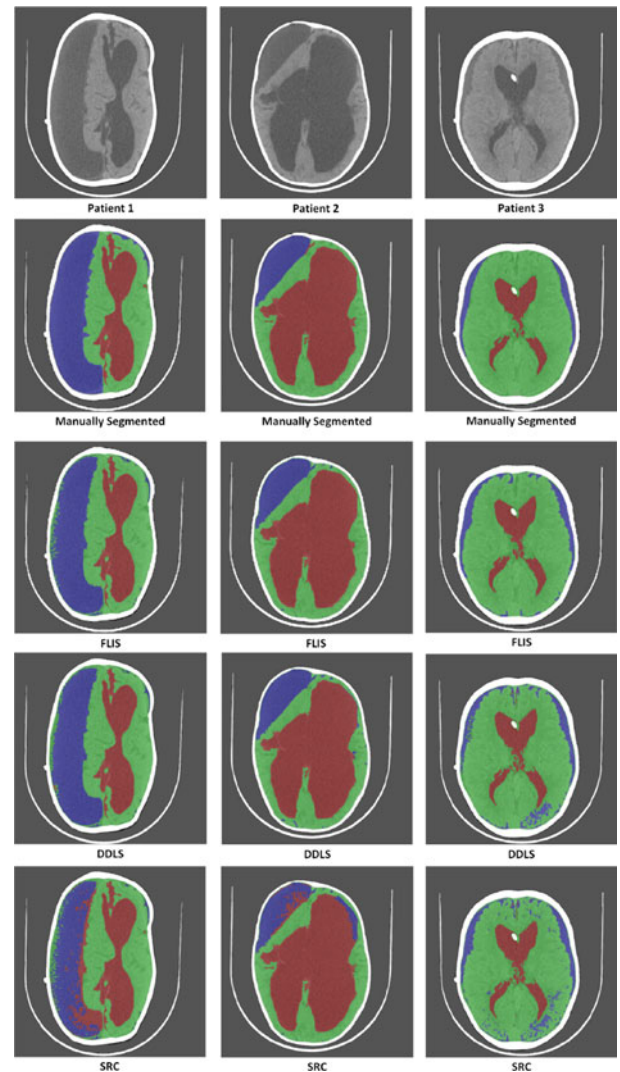 Patient 1 Patient 2 Patient 3
Manually Segmented Manually Segmented Manually Segmented
FLIS FLIS FLIS
DDLS DDLS DDLS
SRC SRC SRC